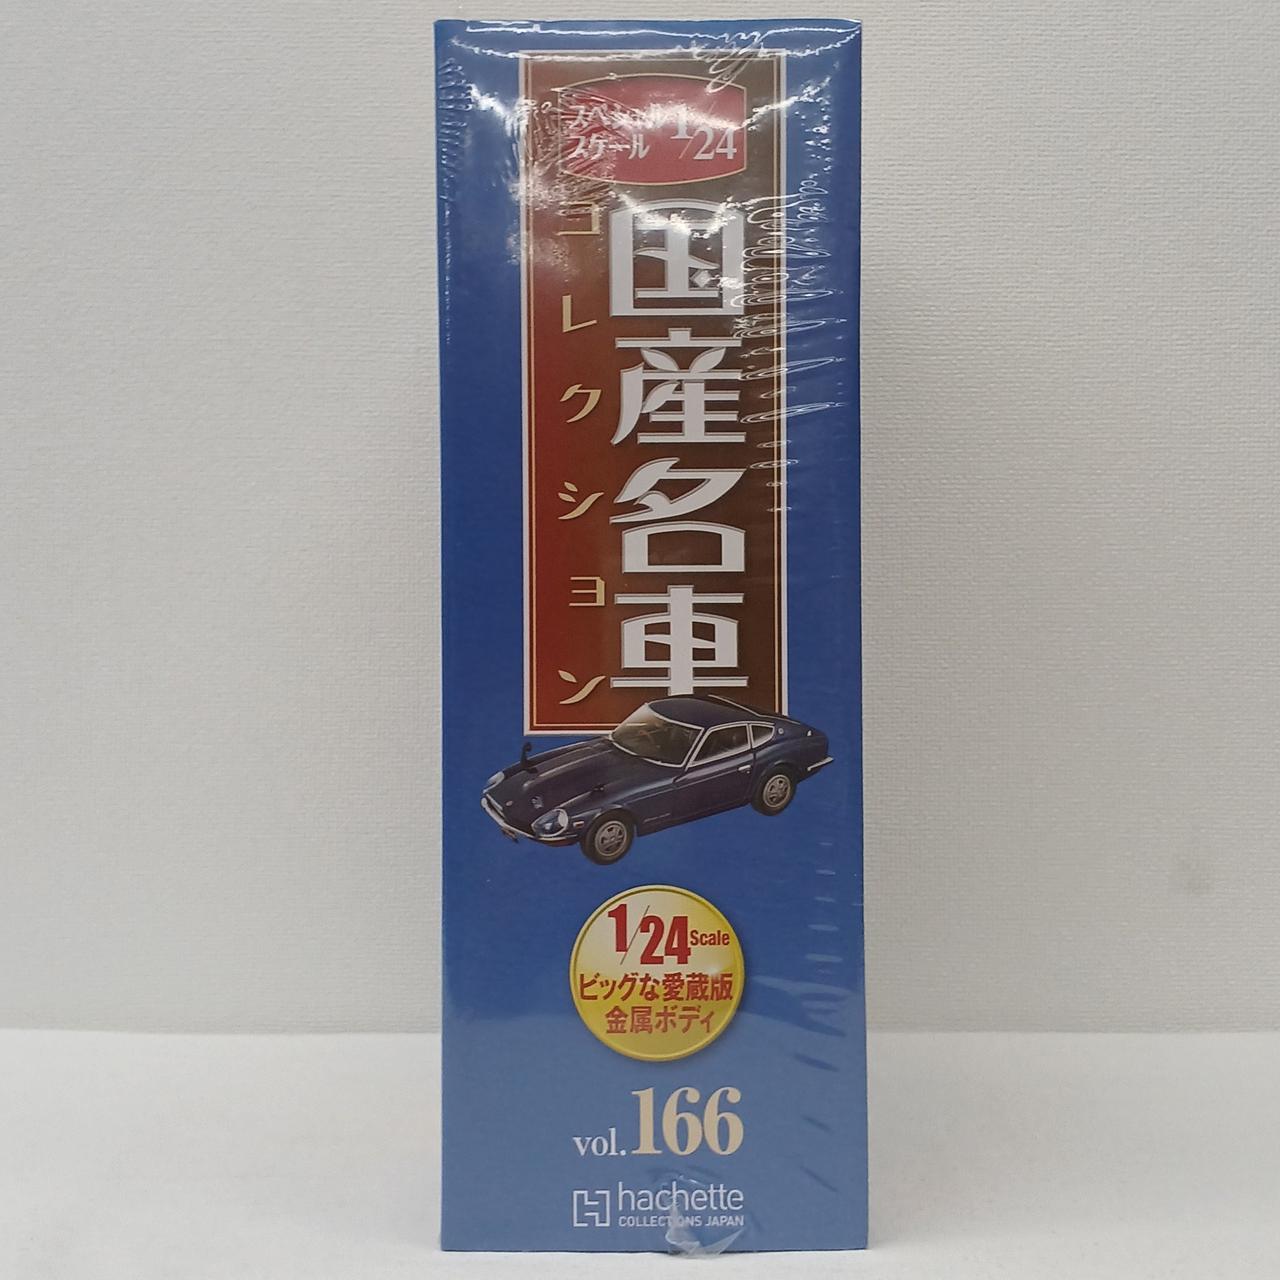 スペシャル
スケール 1/24
国産名車
コレクション
1/24 Scale
ビッグな愛蔵版
金属ボディ
vol.166
hachette
COLLECTIONS JAPAN